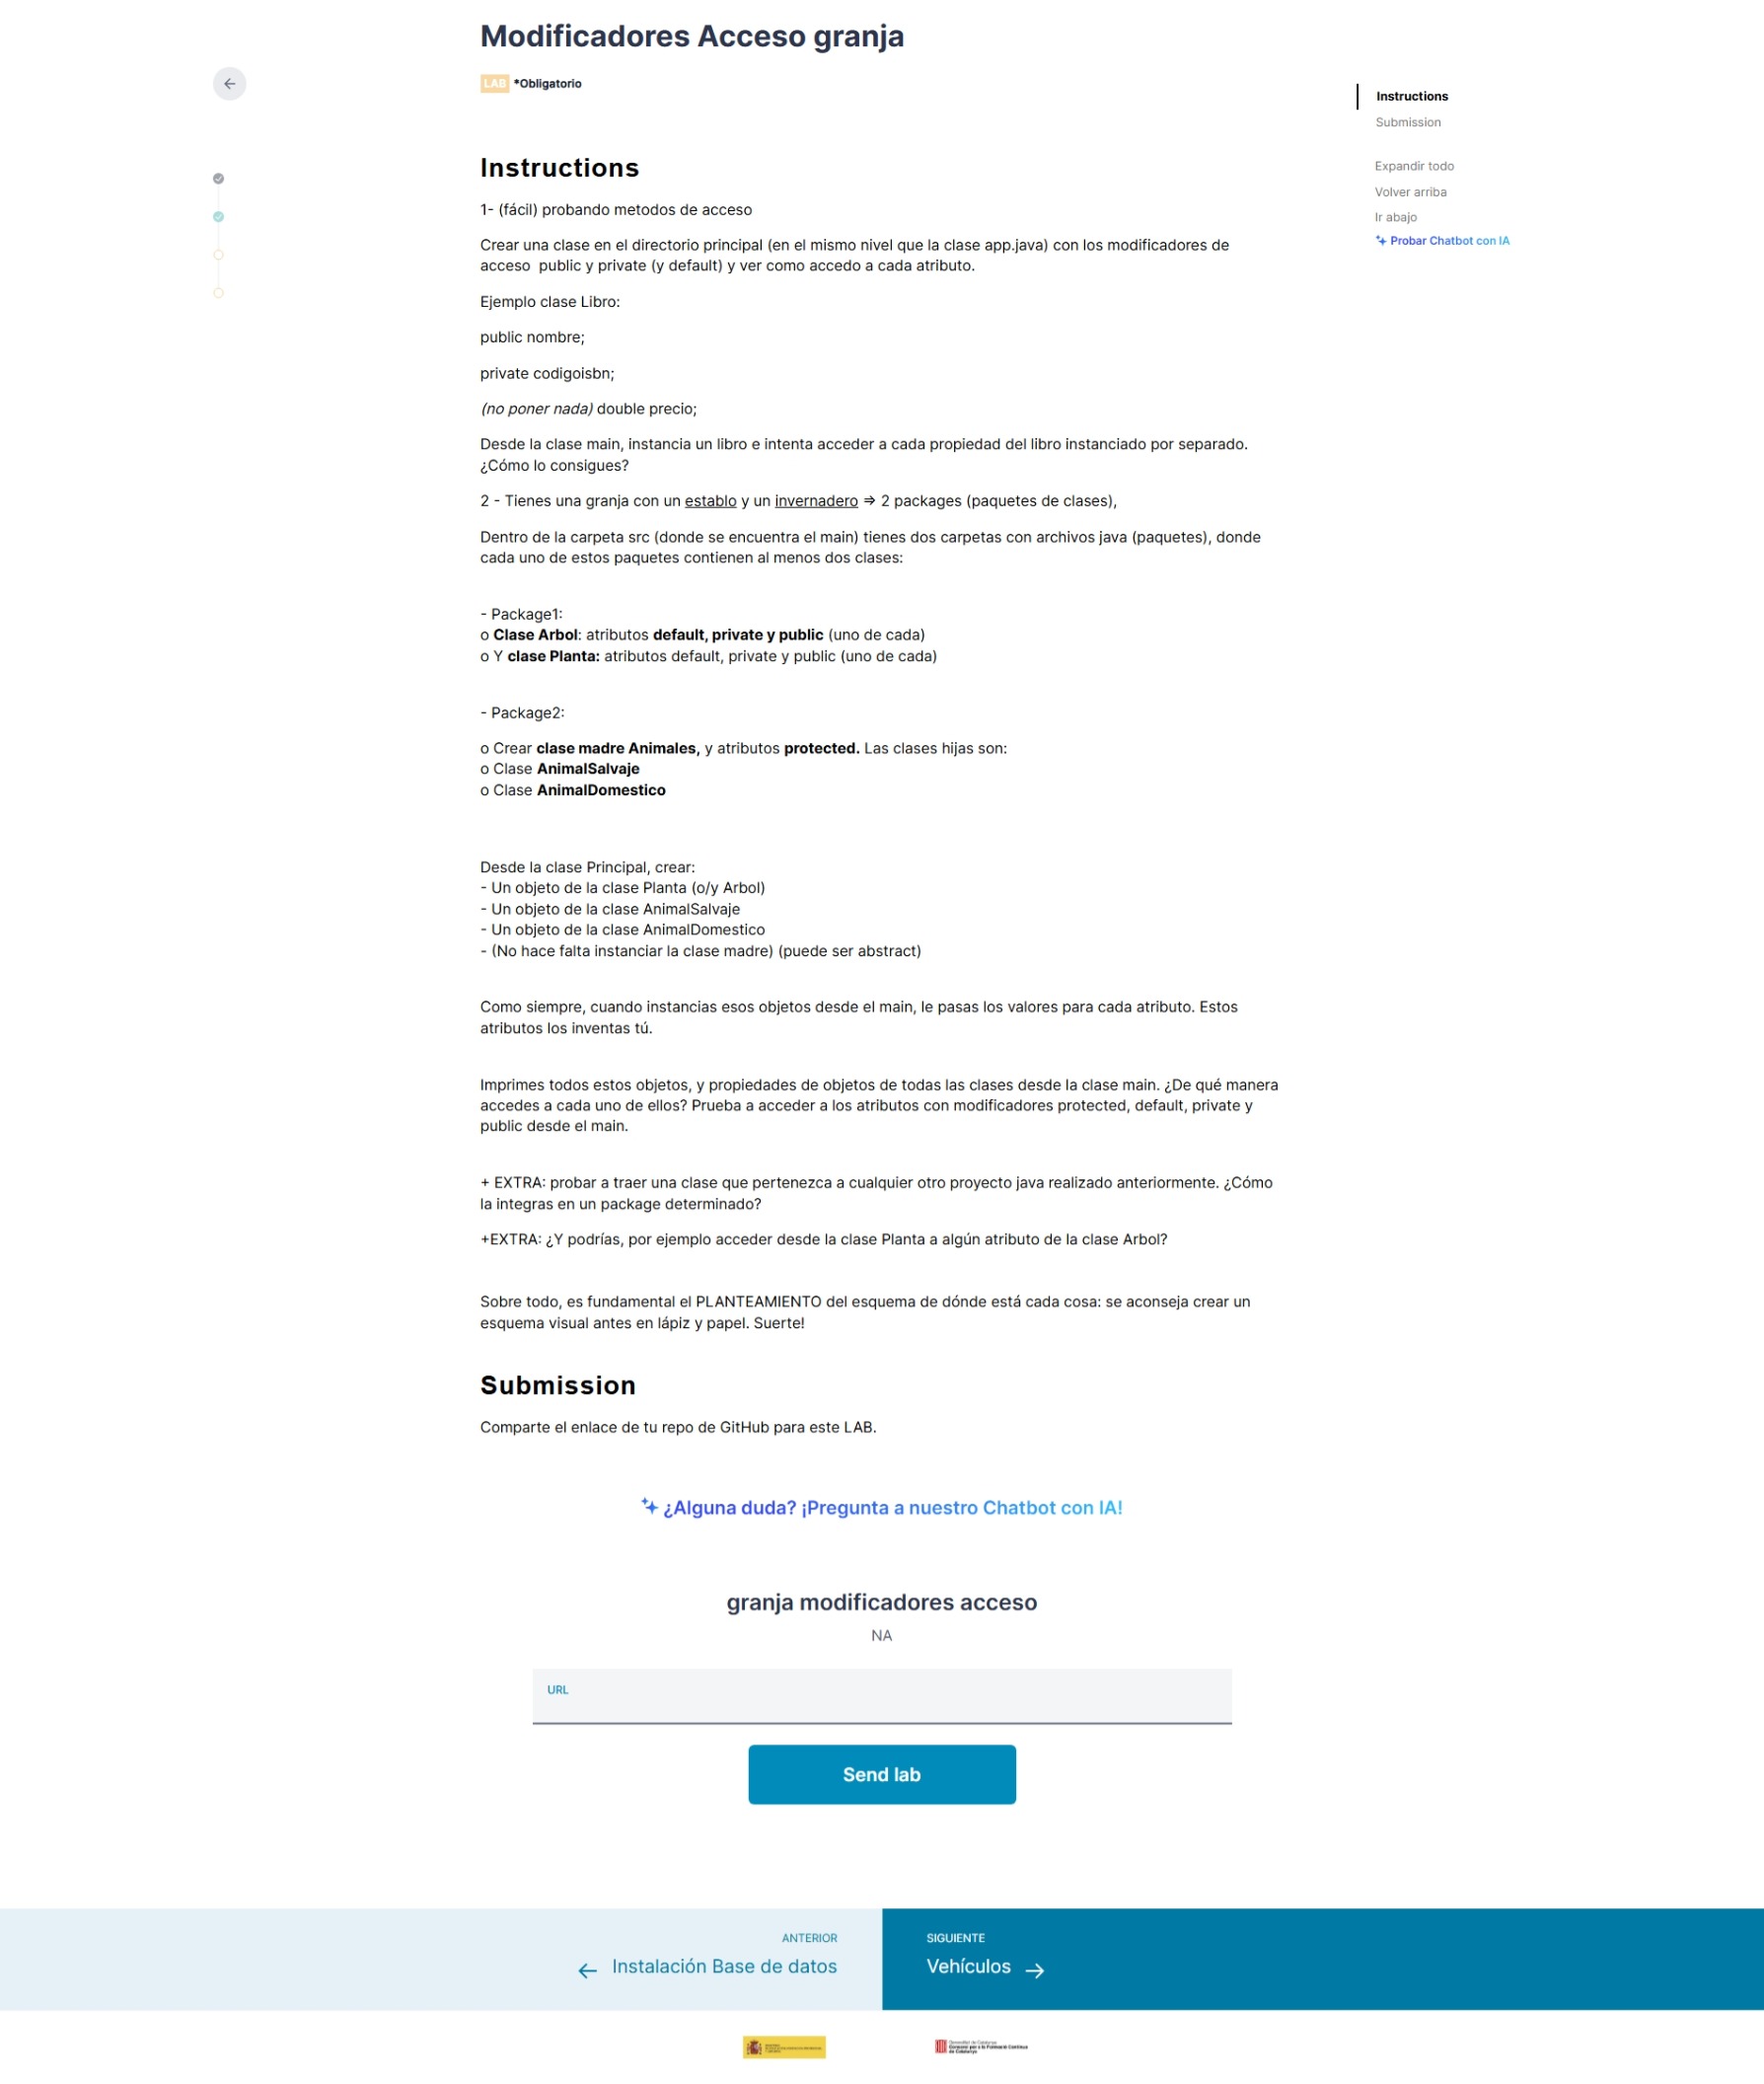 Modificadores Acceso granja
LAB *Obligatorio
Instructions
Submission
Expandir todo
Volver arriba
Ir abajo
Probar Chatbot con IA
Instructions
1- (fácil) probando metodos de acceso
Crear una clase en el directorio principal (en el mismo nivel que la clase app.java) con los modificadores de
acceso public y private (y default) y ver como accedo a cada atributo.
Ejemplo clase Libro:
public nombre;
private codigoisbn;
(no poner nada) double precio;
Desde la clase main, instancia un libro e intenta acceder a cada propiedad del libro instanciado por separado.
¿Cómo lo consigues?
2 - Tienes una granja con un establo y un invernadero => 2 packages (paquetes de clases),
Dentro de la carpeta src (donde se encuentra el main) tienes dos carpetas con archivos java (paquetes), donde
cada uno de estos paquetes contienen al menos dos clases:
- Package1:
o Clase Arbol: atributos default, private y public (uno de cada)
o Y clase Planta: atributos default, private y public (uno de cada)
- Package2:
o Crear clase madre Animales, y atributos protected. Las clases hijas son:
o Clase AnimalSalvaje
o Clase AnimalDomestico
Desde la clase Principal, crear:
- Un objeto de la clase Planta (o/y Arbol)
- Un objeto de la clase AnimalSalvaje
- Un objeto de la clase AnimalDomestico
- (No hace falta instanciar la clase madre) (puede ser abstract)
Como siempre, cuando instancias esos objetos desde el main, le pasas los valores para cada atributo. Estos
atributos los inventas tú.
Imprimes todos estos objetos, y propiedades de objetos de todas las clases desde la clase main. ¿De qué manera
accedes a cada uno de ellos? Prueba a acceder a los atributos con modificadores protected, default, private y
public desde el main.
+ EXTRA: probar a traer una clase que pertenezca a cualquier otro proyecto java realizado anteriormente. ¿Cómo
la integras en un package determinado?
+EXTRA: ¿Y podrías, por ejemplo acceder desde la clase Planta a algún atributo de la clase Arbol?
Sobre todo, es fundamental el PLANTEAMIENTO del esquema de dónde está cada cosa: se aconseja crear un
esquema visual antes en lápiz y papel. Suerte!
Submission
Comparte el enlace de tu repo de GitHub para este LAB.
¿Alguna duda? ¡Pregunta a nuestro Chatbot con IA!
granja modificadores acceso
NA
URL
Send lab
ANTERIOR
← Instalación Base de datos
SIGUIENTE
Vehículos →
Generalitat de Catalunya
Consorci per a la Formació Contínua
de Catalunya